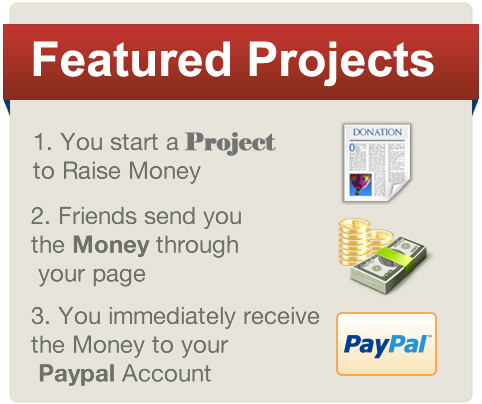 Featured Projects
1. You start a Project
to Raise Money
DONATION
2. Friends send you
the Money through
your page
3. You immediately receive
the Money to your
Paypal Account
PayPal™